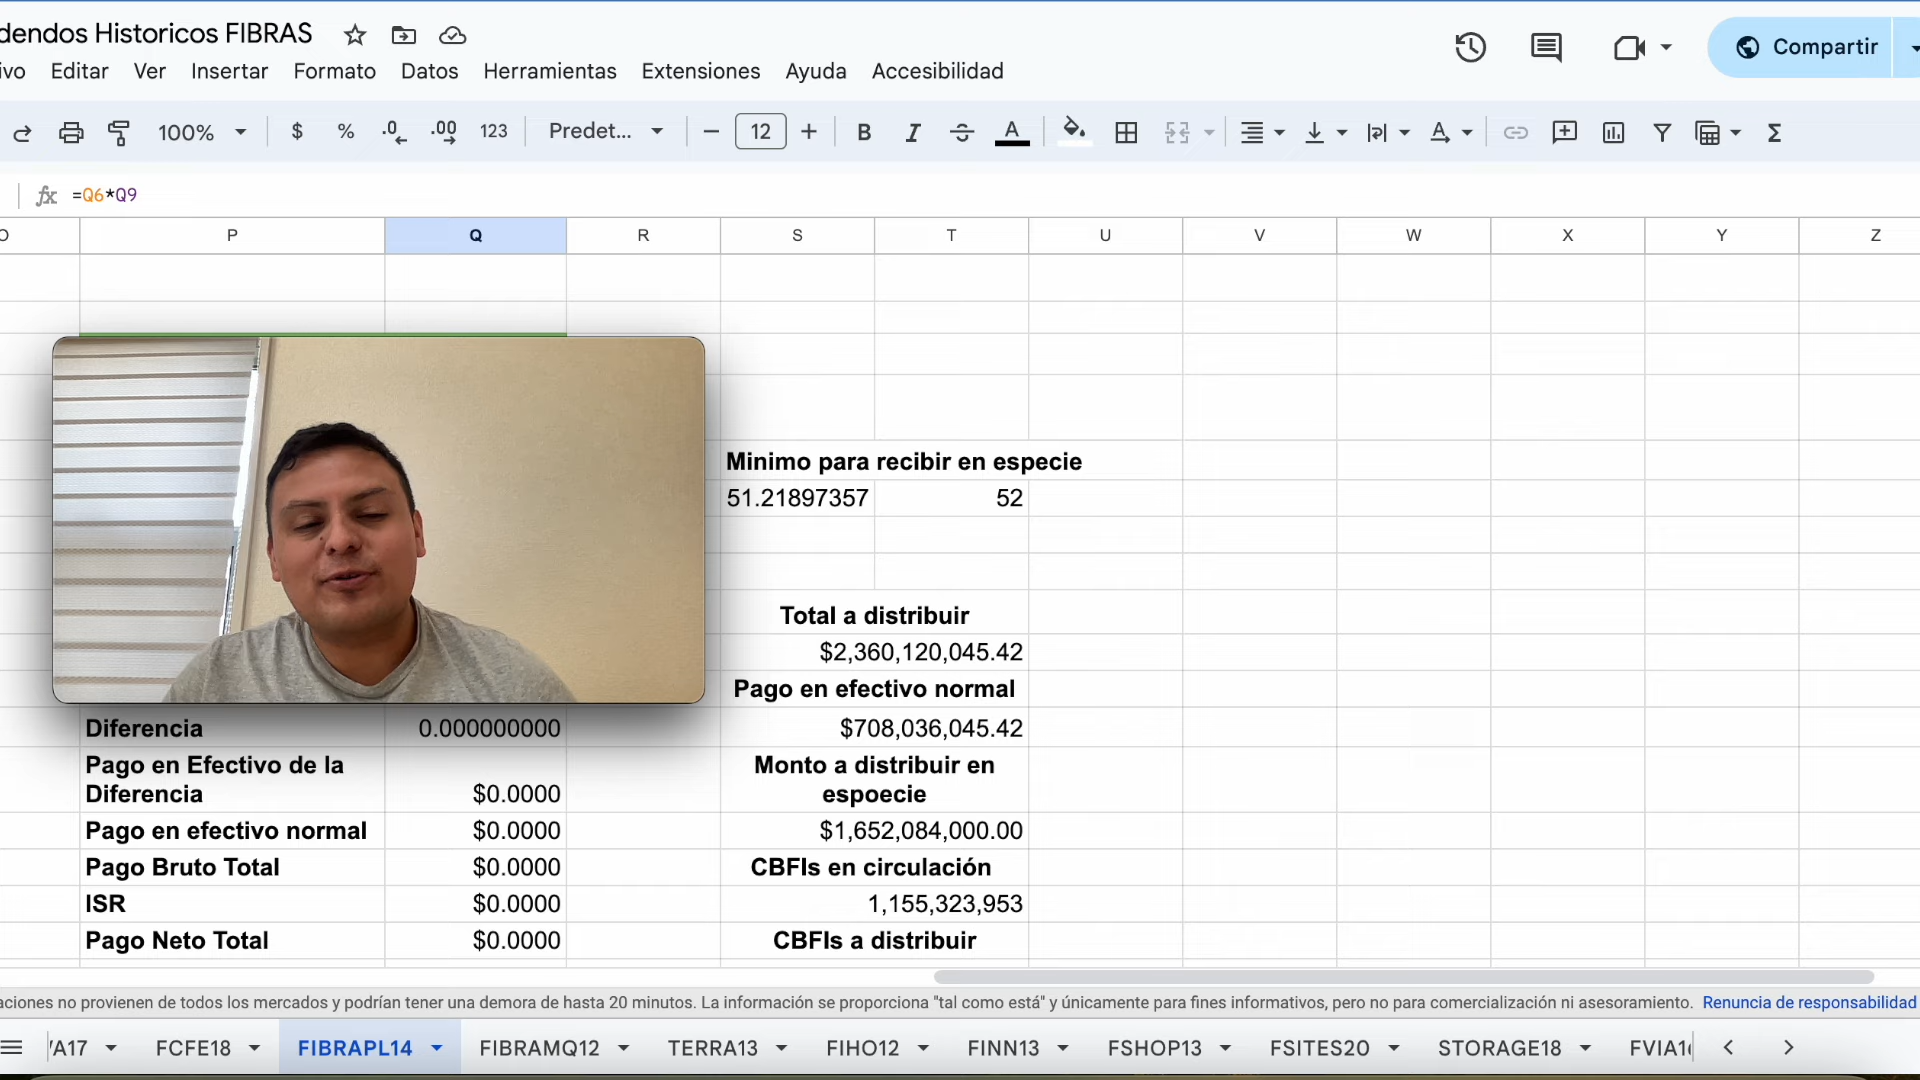 dendos Historicos FIBRAS
ivo Editar Ver Insertar Formato Datos Herramientas Extensiones Ayuda Accesibilidad
Compartir
100% $ % .0 .00 123 Predet... 12 B I A
fx =Q6*Q9
O P Q R S T U V W X Y Z
Minimo para recibir en especie
51.21897357 52
Total a distribuir
$2,360,120,045.42
Pago en efectivo normal
Diferencia 0.000000000 $708,036,045.42
Pago en Efectivo de la
Diferencia $0.0000
Monto a distribuir en
espoecie
Pago en efectivo normal $0.0000 $1,652,084,000.00
Pago Bruto Total $0.0000 CBFIs en circulación
ISR $0.0000 1,155,323,953
Pago Neto Total $0.0000 CBFIs a distribuir
aciones no provienen de todos los mercados y podrían tener una demora de hasta 20 minutos. La información se proporciona "tal como está" y únicamente para fines informativos, pero no para comercialización ni asesoramiento. Renuncia de responsabilidad
/A17 FCFE18 FIBRAPL14 FIBRAMQ12 TERRA13 FIHO12 FINN13 FSHOP13 FSITES20 STORAGE18 FVIA16